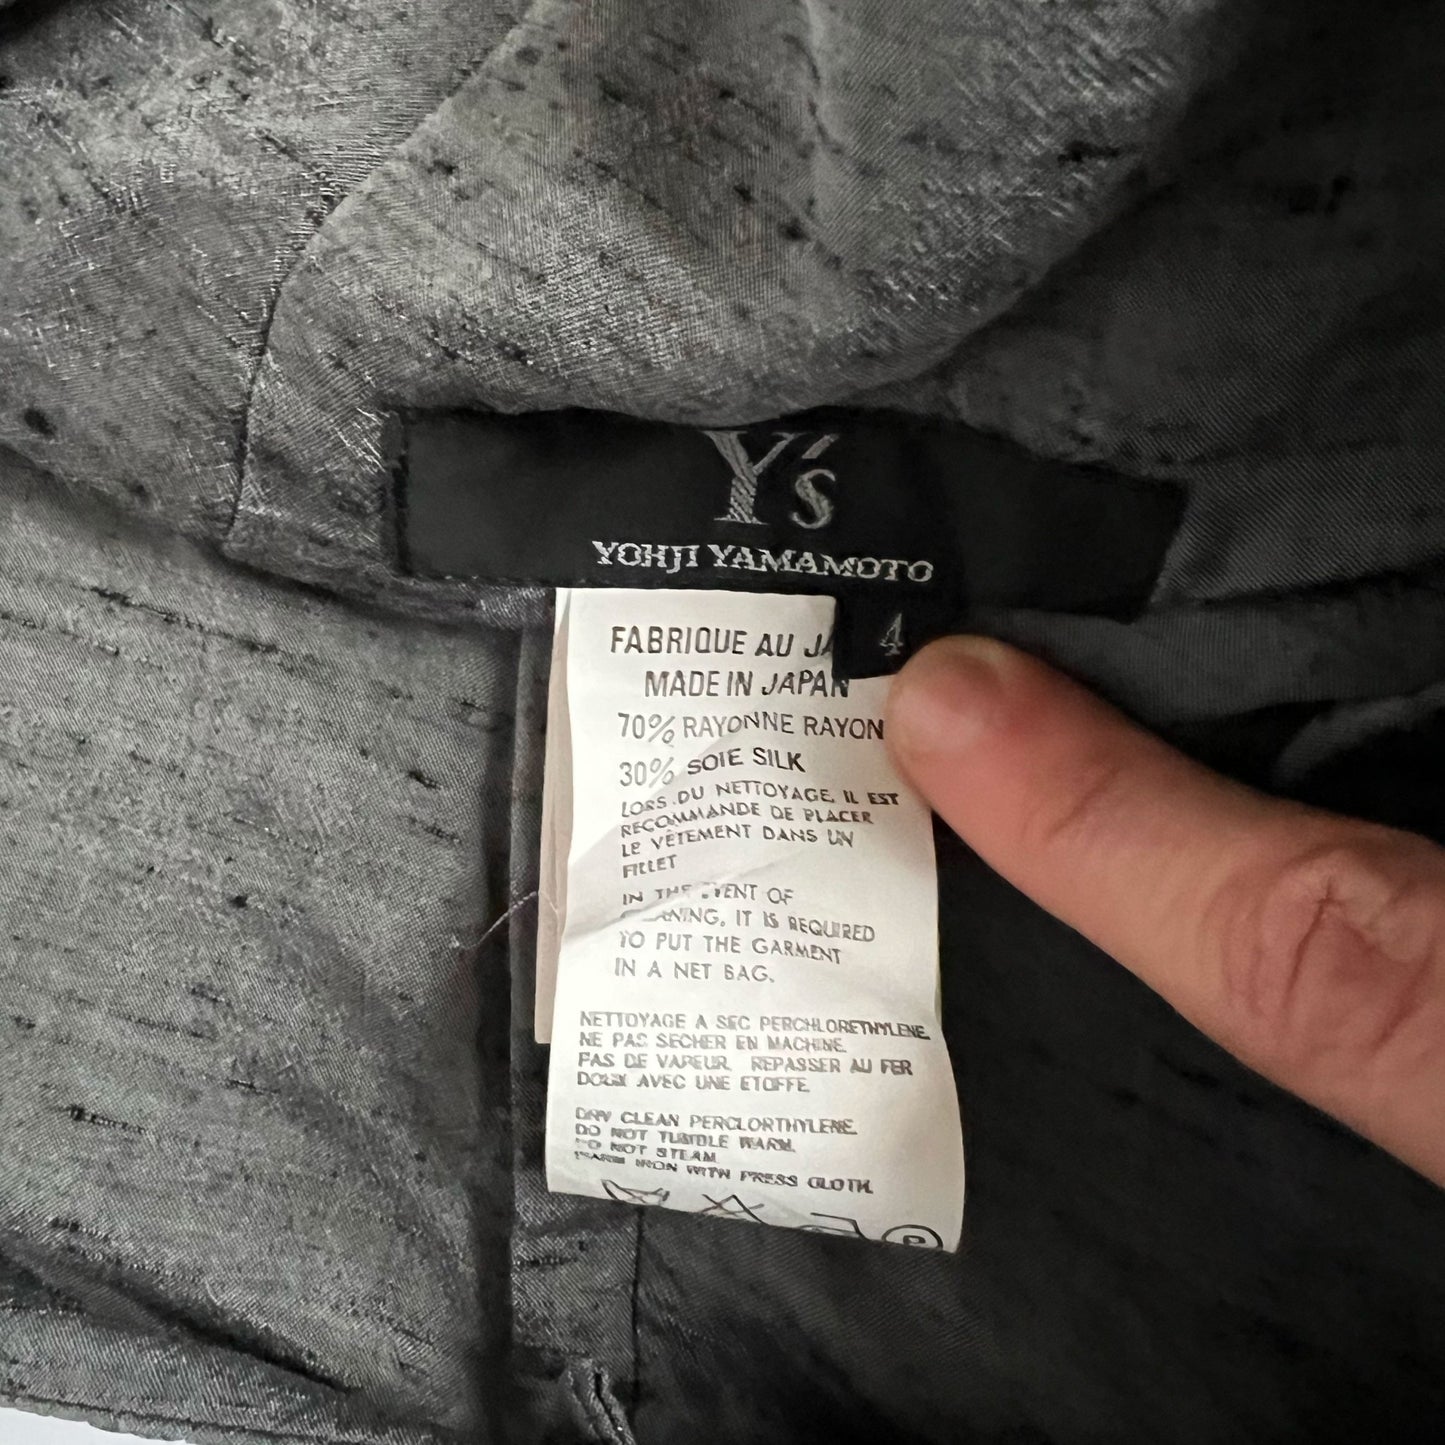 Y's
YOHJI YAMAMOTO
4
FABRIQUE AU JA
MADE IN JAPAN
70% RAYONNE RAYON
30% SOIE SILK
LORS DU NETTOYAGE, IL EST
RECOMMANDE DE PLACER
LE VÊTEMENT DANS UN
FILLET
IN THE EVENT OF
CLEANING, IT IS REQUIRED
TO PUT THE GARMENT
IN A NET BAG.
NETTOYAGE A SEC PERCHLORETHYLENE.
NE PAS SECHER EN MACHINE.
PAS DE VAPEUR. REPASSER AU FER
DOUX AVEC UNE ETOFFE.
DRY CLEAN PERCLORTHYLENE.
DO NOT TUMBLE WARM.
DO NOT STEAM
WARM IRON WITH PRESS CLOTH.